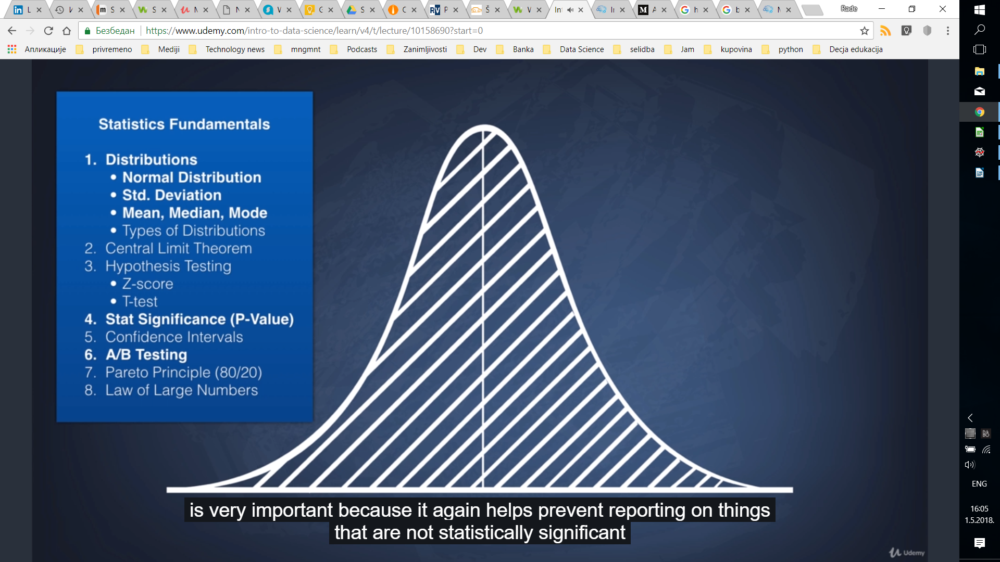 L
S
S
N
N
V
G
S
C
P
Š
V
In
In
A
h
b
Rade
Безбедан
https://www.udemy.com/intro-to-data-science/learn/v4/t/lecture/10158690?start=0
Апликације
privremeno
Mediji
Technology news
mngmnt
Podcasts
Zanimljivosti
Dev
Banka
Data Science
selidba
Jam
kupovina
python
Decja edukacija
Statistics Fundamentals
1. Distributions
• Normal Distribution
• Std. Deviation
• Mean, Median, Mode
• Types of Distributions
2. Central Limit Theorem
3. Hypothesis Testing
• Z-score
• T-test
4. Stat Significance (P-Value)
5. Confidence Intervals
6. A/B Testing
7. Pareto Principle (80/20)
8. Law of Large Numbers
is very important because it again helps prevent reporting on things
that are not statistically significant
Udemy
ENG
16:05
1.5.2018.